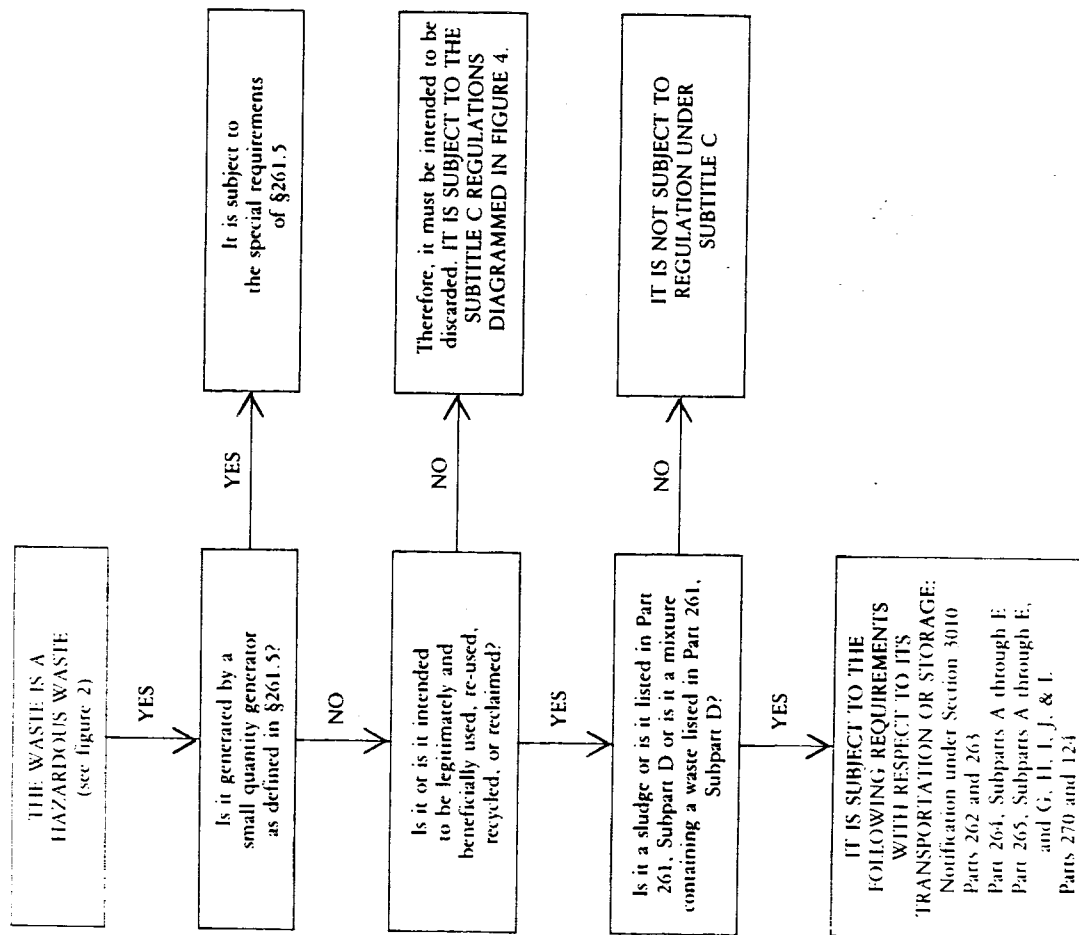 THE WASTE IS A
HAZARDOUS WASTE
(see figure 2)
YES
Is it generated by a
small quantity generator
as defined in §261.5?
YES
It is subject to
the special requirements
of §261.5
NO
Is it or is it intended
to be legitimately and
beneficially used, re-used,
recycled, or reclaimed?
NO
Therefore, it must be intended to be
discarded. IT IS SUBJECT TO THE
SUBTITLE C REGULATIONS
DIAGRAMMED IN FIGURE 4.
YES
Is it a sludge or is it listed in Part
261, Subpart D or is it a mixture
containing a waste listed in Part 261,
Subpart D?
NO
IT IS NOT SUBJECT TO
REGULATION UNDER
SUBTITLE C
YES
IT IS SUBJECT TO THE
FOLLOWING REQUIREMENTS
WITH RESPECT TO ITS
TRANSPORTATION OR STORAGE:
Notification under Section 3010
Parts 262 and 263
Part 264, Subparts A through E
Part 265, Subparts A through E,
and G, H, I, J, &
Parts 270 and 124